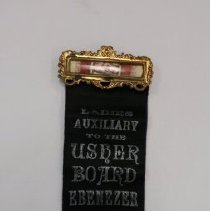 LADIES
AUXILIARY
TO THE
USHER
BOARD
EBENEZER